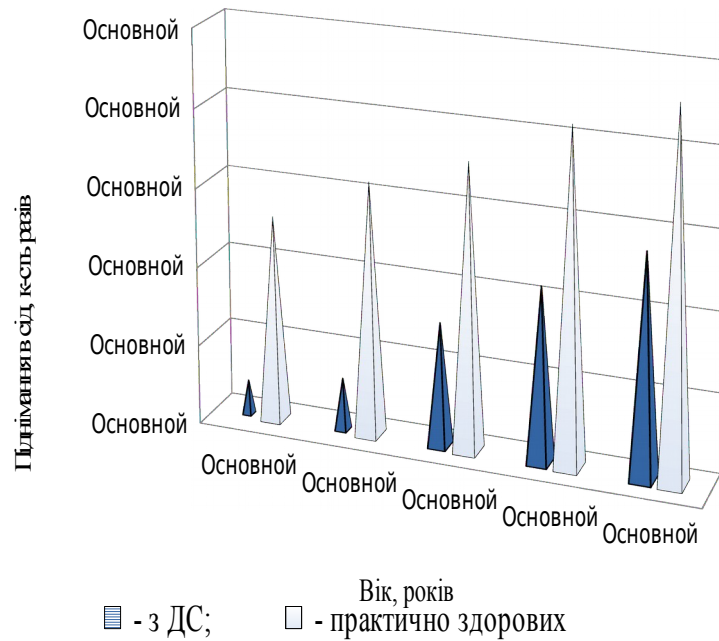 Основной
Основной
Основной
Основной
Основной
Основной
Піднімання в сід, к-сть разів
Основной
Основной
Основной
Основной
Основной
Вік, років
- з ДС;
- практично здорових